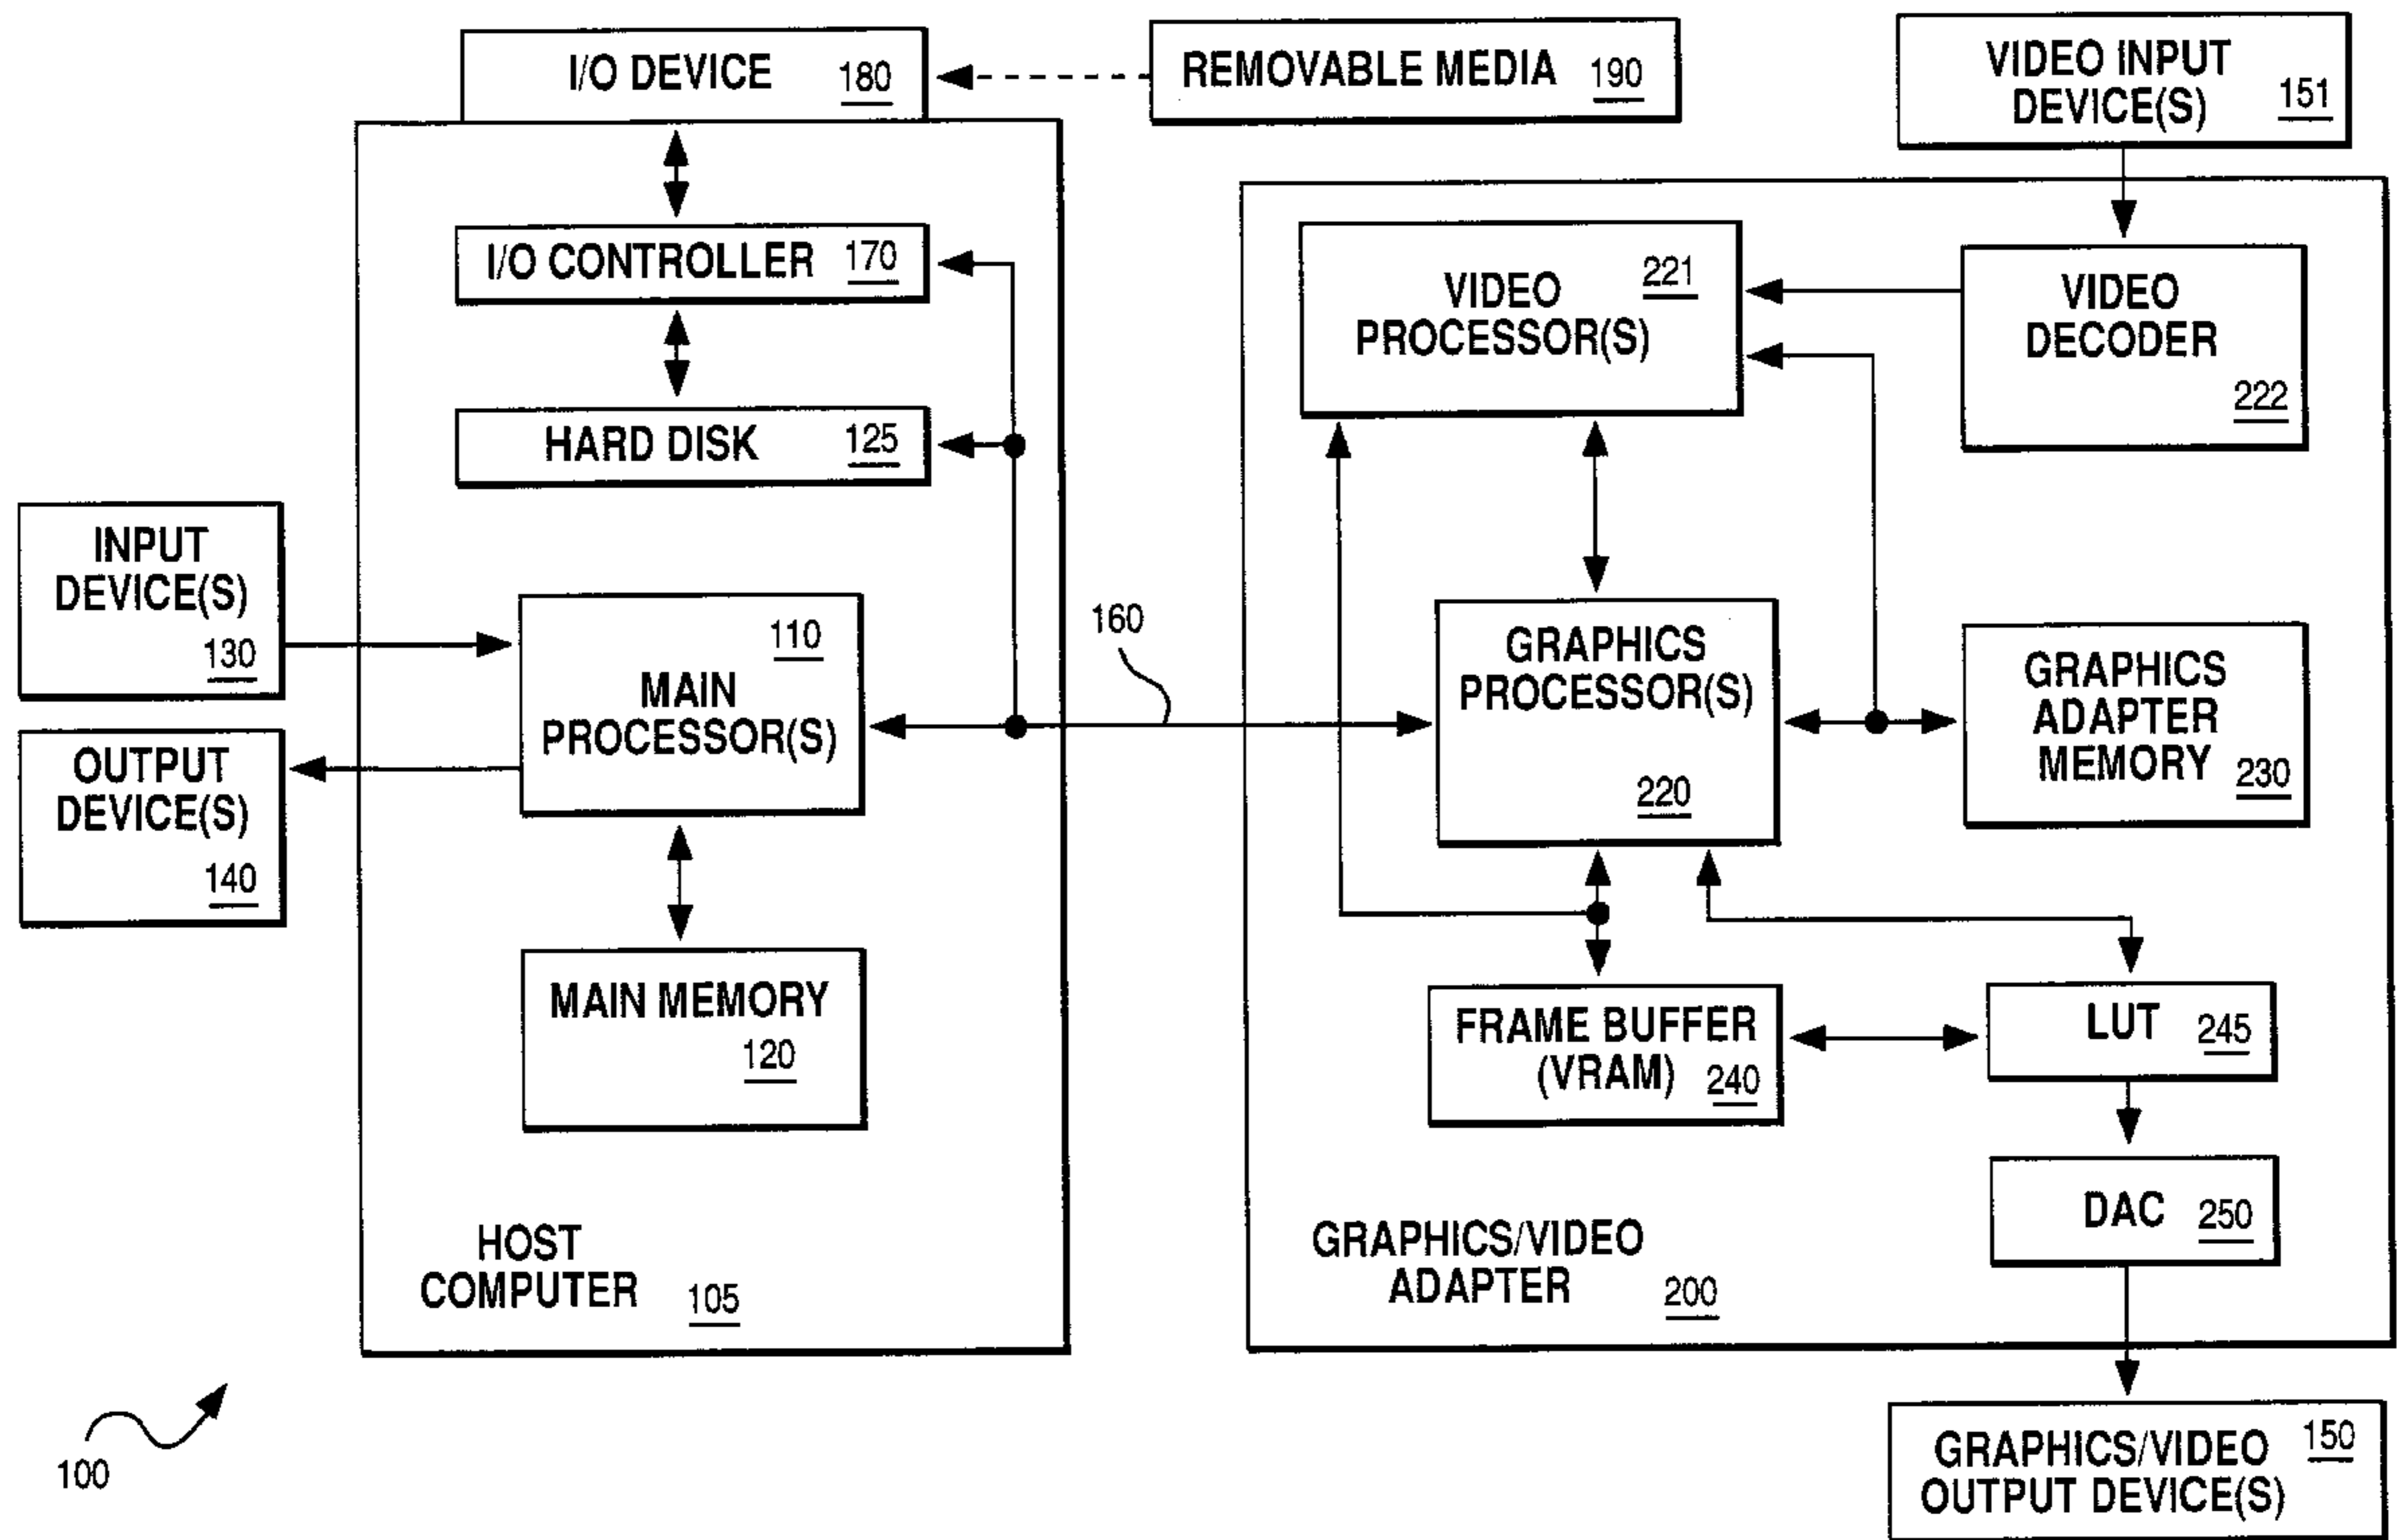 I/O DEVICE 180
REMOVABLE MEDIA 190
VIDEO INPUT
DEVICE(S) 151
I/O CONTROLLER 170
HARD DISK 125
INPUT
DEVICE(S)
130
OUTPUT
DEVICE(S)
140
110
MAIN
PROCESSOR(S)
MAIN MEMORY
120
HOST
COMPUTER 105
160
221
VIDEO
PROCESSOR(S)
VIDEO
DECODER
222
GRAPHICS
PROCESSOR(S)
220
GRAPHICS
ADAPTER
MEMORY 230
FRAME BUFFER
(VRAM) 240
LUT 245
DAC 250
GRAPHICS/VIDEO
ADAPTER 200
GRAPHICS/VIDEO 150
OUTPUT DEVICE(S)
100